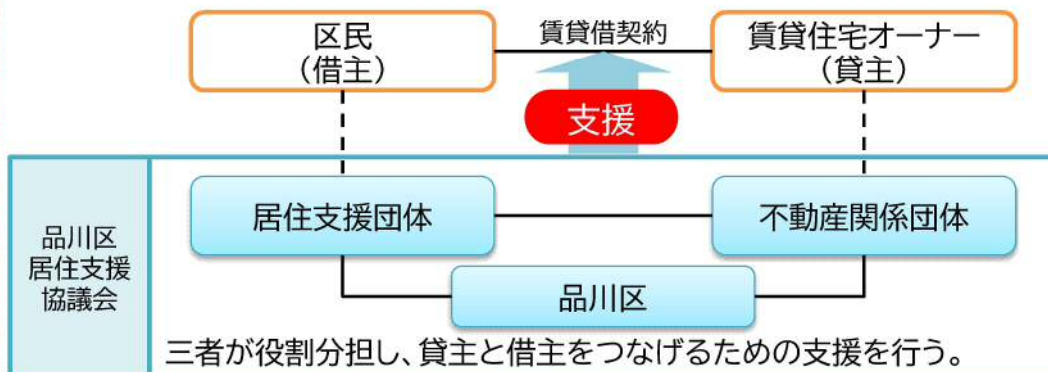 区民
(借主)
賃貸借契約
賃貸住宅オーナー
(貸主)
支援
品川区
居住支援
協議会
居住支援団体
不動産関係団体
品川区
三者が役割分担し、貸主と借主をつなげるための支援を行う。